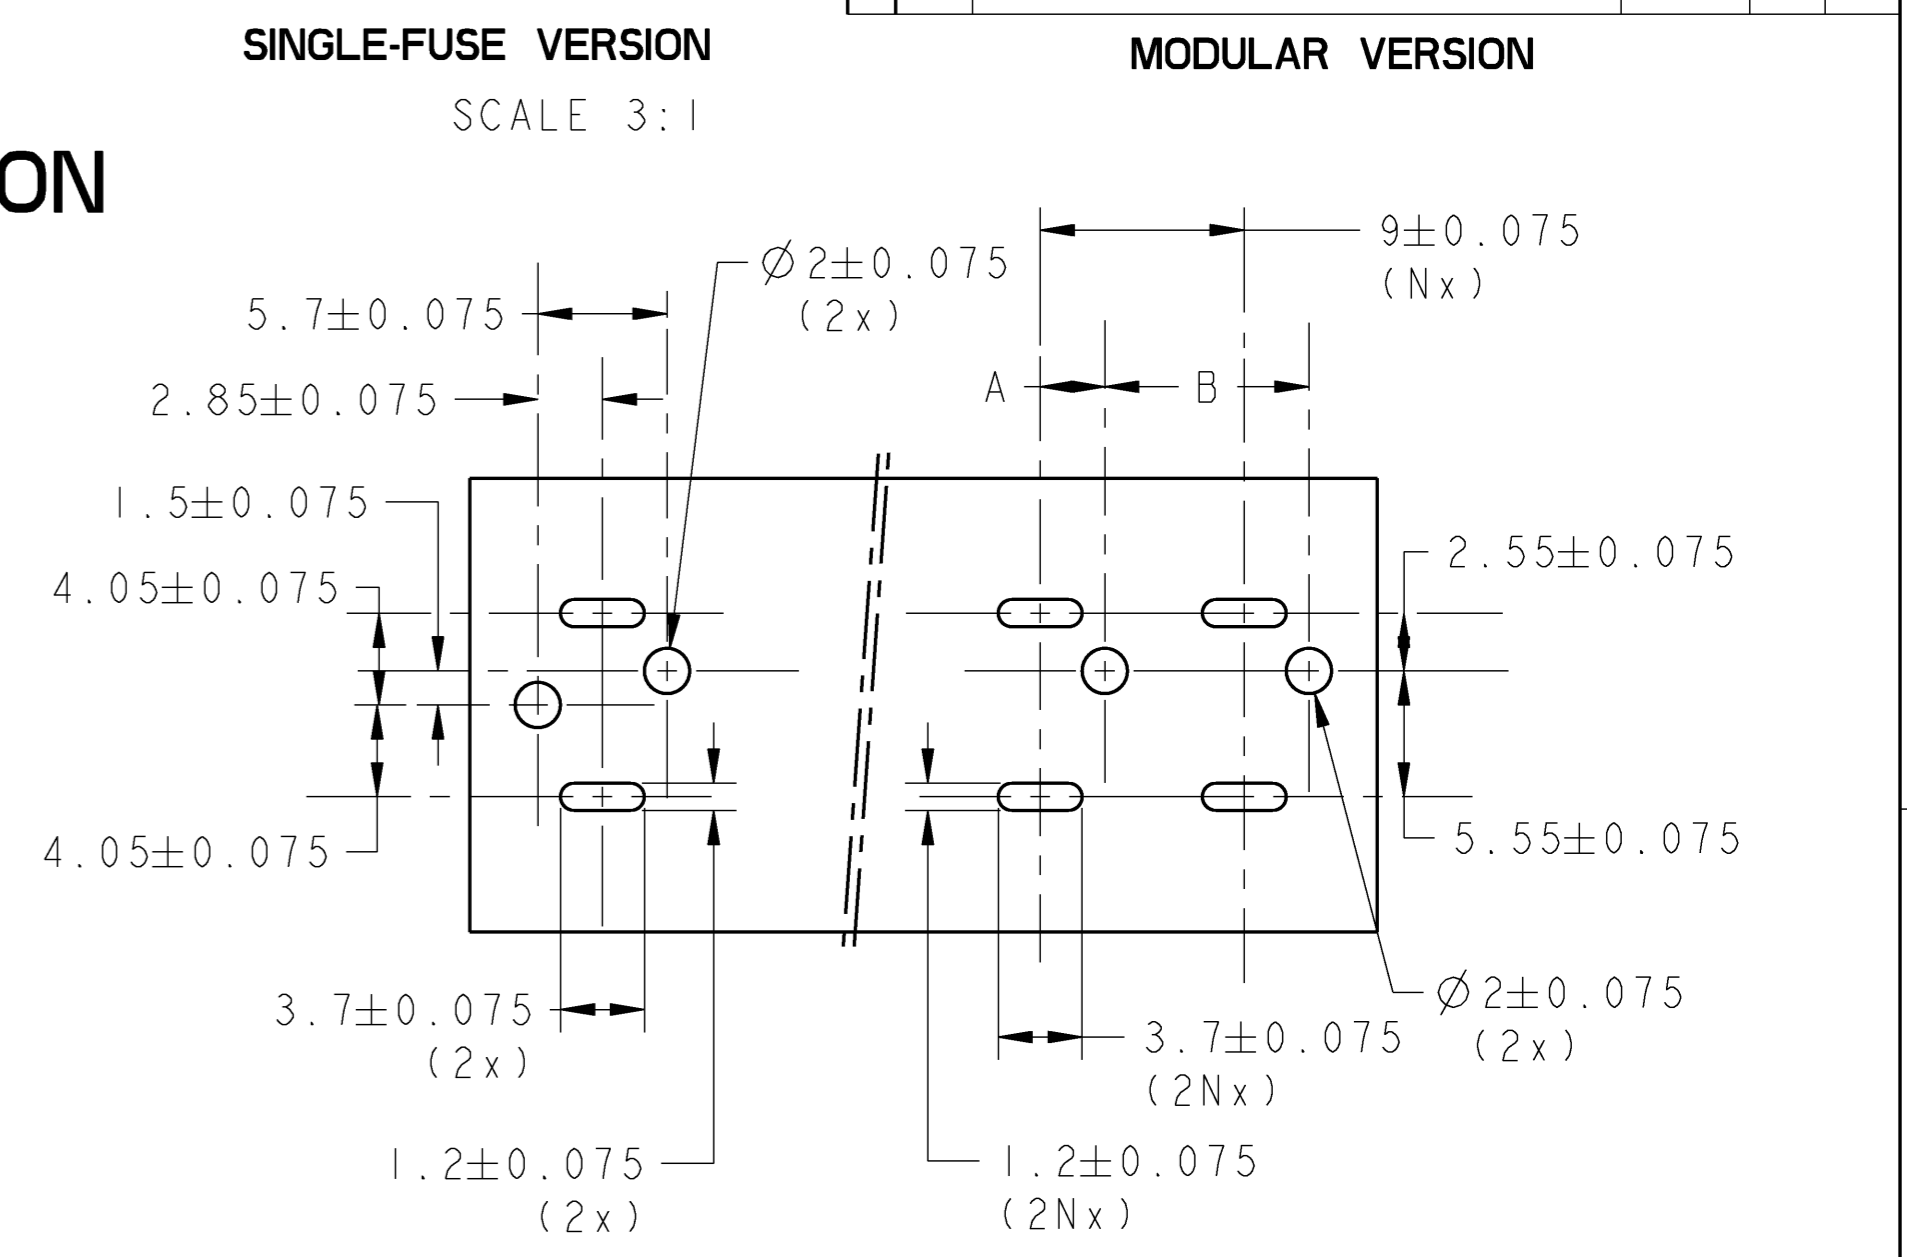 SINGLE-FUSE VERSION
SCALE 3:1
MODULAR VERSION
ON
9±0.075
(Nx)
Ø2±0.075
(2x)
5.7±0.075
2.85±0.075
A
B
1.5±0.075
4.05±0.075
2.55±0.075
4.05±0.075
5.55±0.075
3.7±0.075
(2x)
Ø2±0.075
(2x)
3.7±0.075
(2Nx)
1.2±0.075
(2x)
1.2±0.075
(2Nx)